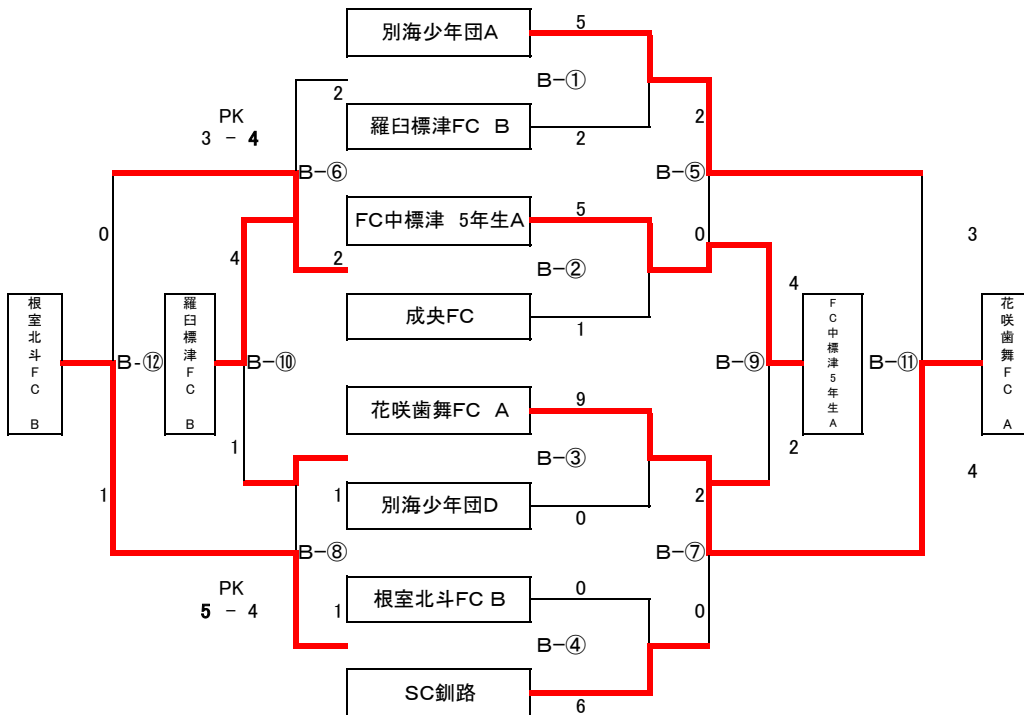 5
別海少年団A
2
B-①
PK
3 - 4
2
羅臼標津FC B
2
B-⑥
B-⑤
0
4
FC中標津 5年生A
5
0
3
2
B-②
4
成央FC
1
根室北斗FC B
B-⑫
羅臼標津FC B
B-⑩
B-⑨
FC中標津5年生A
B-⑪
花咲歯舞FC A
花咲歯舞FC A
9
1
B-③
2
4
1
1
別海少年団D
0
2
B-⑧
B-⑦
PK
5 - 4
1
根室北斗FC B
0
0
B-④
SC釧路
6